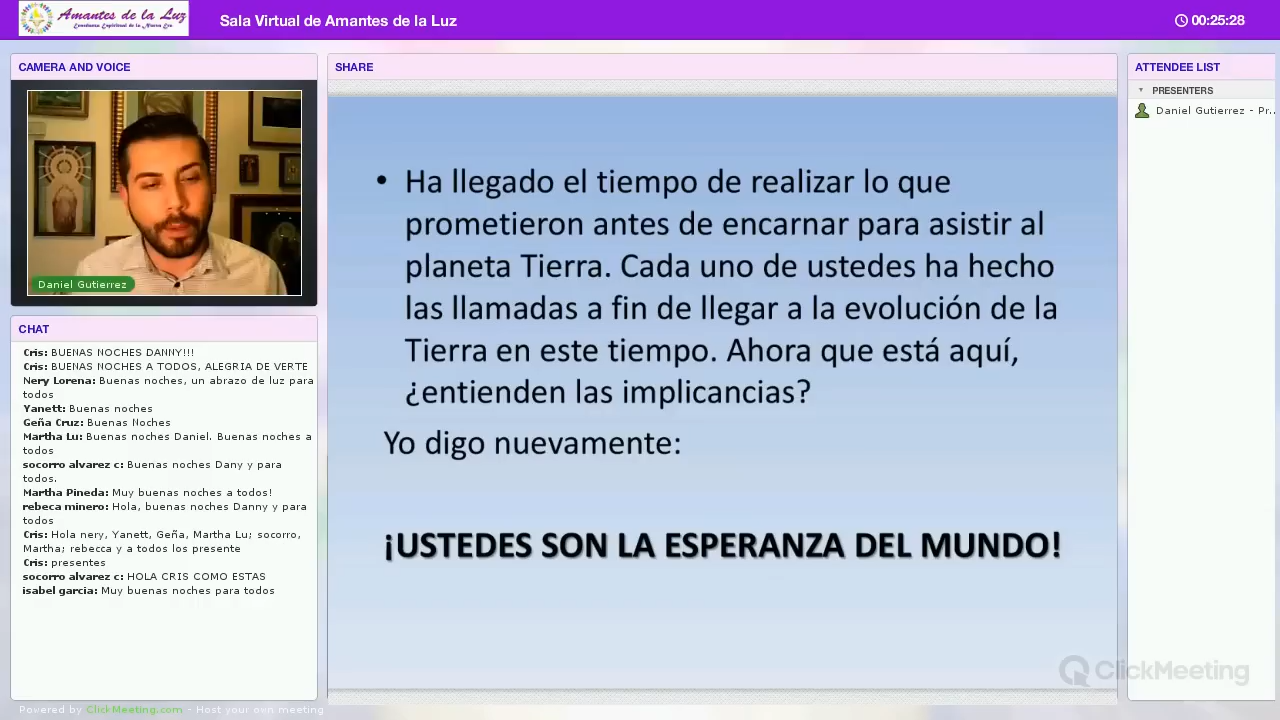 Amantes de la Luz
Enseñanza Espiritual de la Nueva Era
Sala Virtual de Amantes de la Luz
00:25:28
CAMERA AND VOICE
Daniel Gutierrez
CHAT
Cris: BUENAS NOCHES DANNY!!!
Cris: BUENAS NOCHES A TODOS, ALEGRIA DE VERTE
Nery Lorena: Buenas noches, un abrazo de luz para
todos
Yanett: Buenas noches
Geña Cruz: Buenas Noches
Martha Lu: Buenas noches Daniel. Buenas noches a
todos
socorro alvarez c: Buenas noches Dany y para
todos.
Martha Pineda: Muy buenas noches a todos!
rebeca minero: Hola, buenas noches Danny y para
todos
Cris: Hola nery, Yanett, Geña, Martha Lu; socorro,
Martha; rebecca y a todos los presente
Cris: presentes
socorro alvarez c: HOLA CRIS COMO ESTAS
isabel garcia: Muy buenas noches para todos
Powered by ClickMeeting.com - Host your own meeting
SHARE
• Ha llegado el tiempo de realizar lo que
prometieron antes de encarnar para asistir al
planeta Tierra. Cada uno de ustedes ha hecho
las llamadas a fin de llegar a la evolución de la
Tierra en este tiempo. Ahora que está aquí,
¿entienden las implicancias?
Yo digo nuevamente:
¡USTEDES SON LA ESPERANZA DEL MUNDO!
ClickMeeting
ATTENDEE LIST
PRESENTERS
Daniel Gutierrez - Pr..